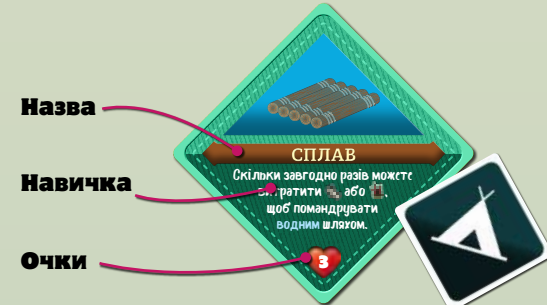 Назва
СПЛАВ
Навичка
Скільки завгодно разів можете
витратити або ,
щоб помандрувати
водним шляхом.
Очки
3